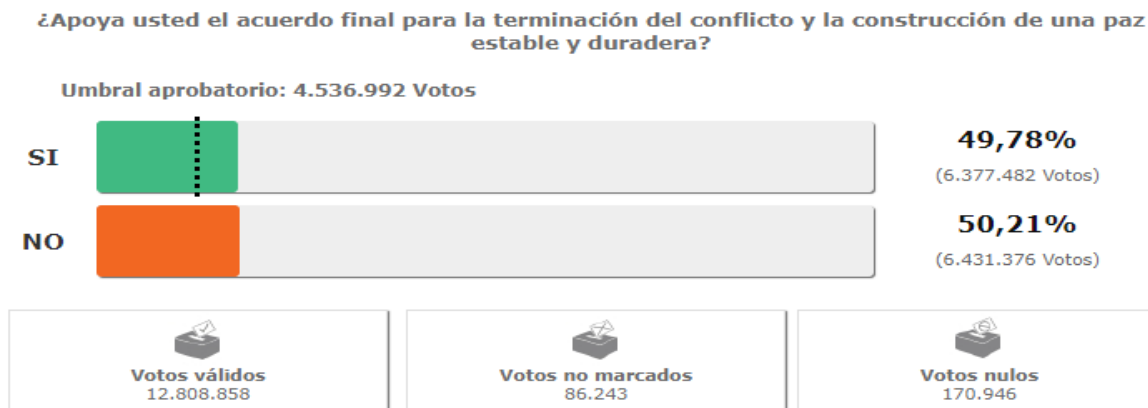 ¿Apoya usted el acuerdo final para la terminación del conflicto y la construcción de una paz
estable y duradera?
Umbral aprobatorio: 4.536.992 Votos
SI
49,78%
(6.377.482 Votos)
NO
50,21%
(6.431.376 Votos)
Votos válidos
12.808.858
Votos no marcados
86.243
Votos nulos
170.946